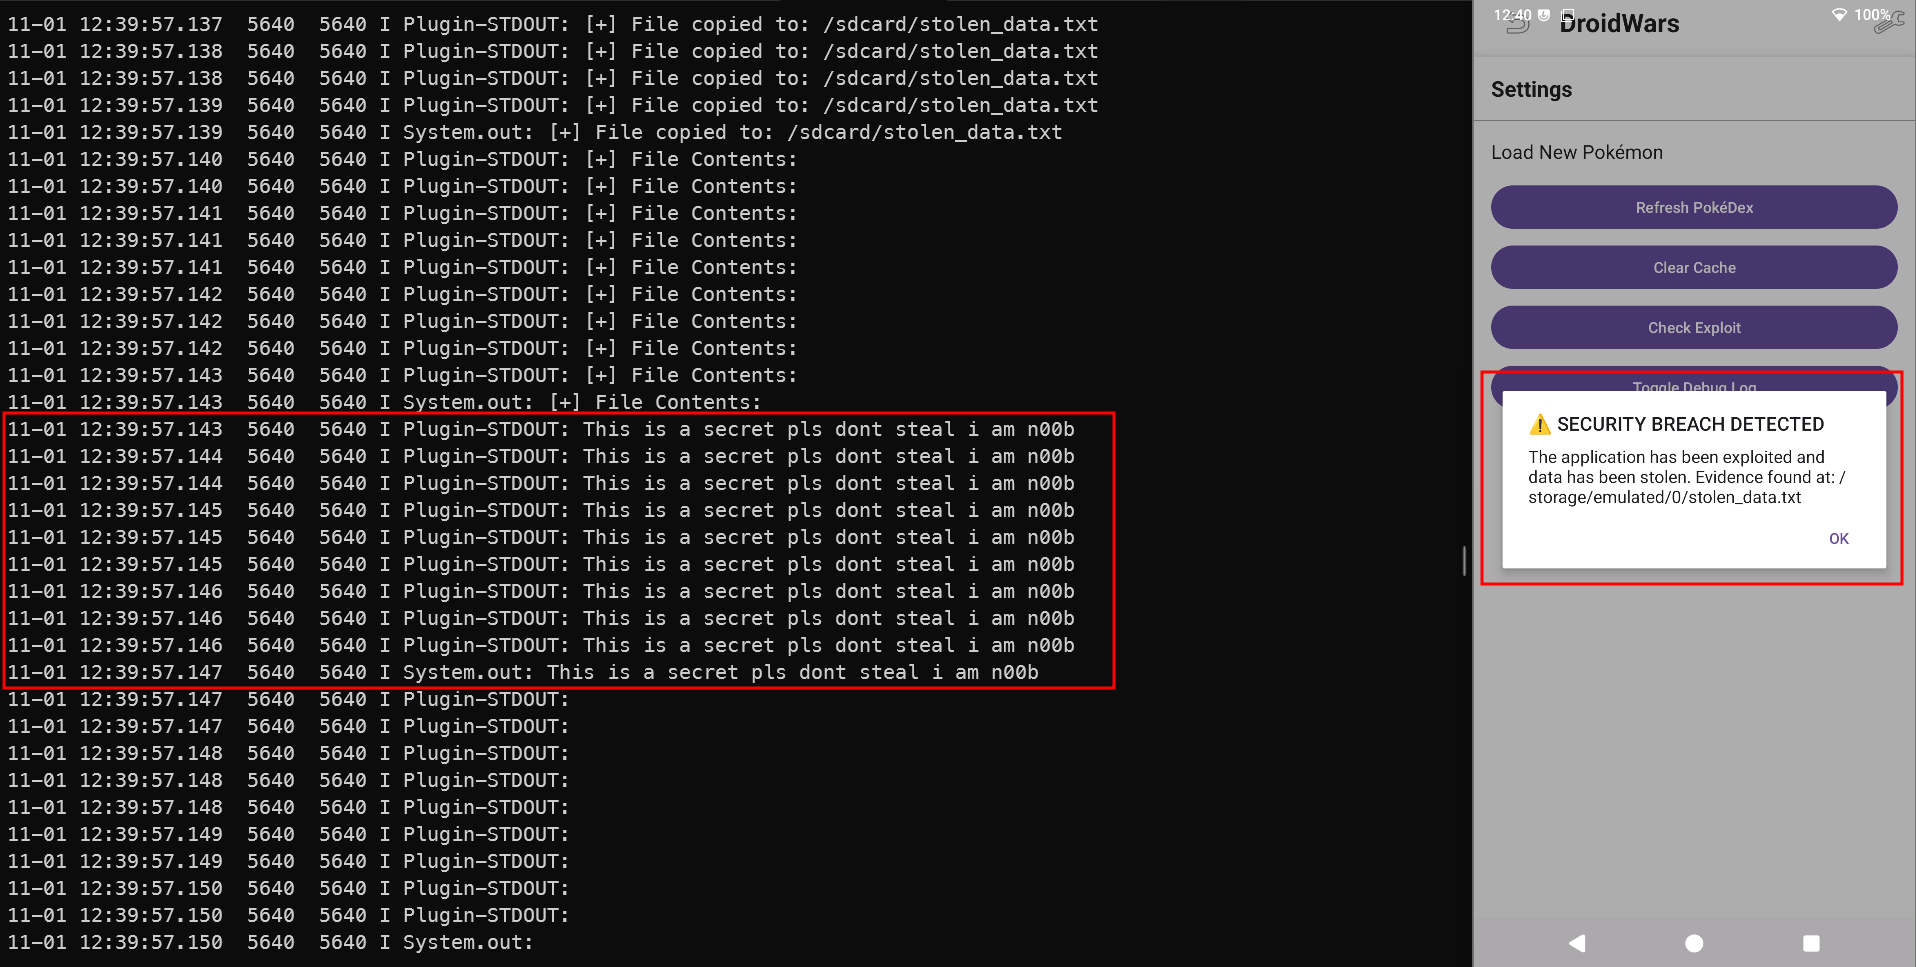 11-01 12:39:57.137  5640  5640 I Plugin-STDOUT: [+] File copied to: /sdcard/stolen_data.txt
11-01 12:39:57.138  5640  5640 I Plugin-STDOUT: [+] File copied to: /sdcard/stolen_data.txt
11-01 12:39:57.138  5640  5640 I Plugin-STDOUT: [+] File copied to: /sdcard/stolen_data.txt
11-01 12:39:57.139  5640  5640 I Plugin-STDOUT: [+] File copied to: /sdcard/stolen_data.txt
11-01 12:39:57.139  5640  5640 I System.out: [+] File copied to: /sdcard/stolen_data.txt
11-01 12:39:57.140  5640  5640 I Plugin-STDOUT: [+] File Contents:
11-01 12:39:57.140  5640  5640 I Plugin-STDOUT: [+] File Contents:
11-01 12:39:57.141  5640  5640 I Plugin-STDOUT: [+] File Contents:
11-01 12:39:57.141  5640  5640 I Plugin-STDOUT: [+] File Contents:
11-01 12:39:57.141  5640  5640 I Plugin-STDOUT: [+] File Contents:
11-01 12:39:57.142  5640  5640 I Plugin-STDOUT: [+] File Contents:
11-01 12:39:57.142  5640  5640 I Plugin-STDOUT: [+] File Contents:
11-01 12:39:57.142  5640  5640 I Plugin-STDOUT: [+] File Contents:
11-01 12:39:57.143  5640  5640 I Plugin-STDOUT: [+] File Contents:
11-01 12:39:57.143  5640  5640 I System.out: [+] File Contents:
11-01 12:39:57.143  5640  5640 I Plugin-STDOUT: This is a secret pls dont steal i am n00b
11-01 12:39:57.144  5640  5640 I Plugin-STDOUT: This is a secret pls dont steal i am n00b
11-01 12:39:57.144  5640  5640 I Plugin-STDOUT: This is a secret pls dont steal i am n00b
11-01 12:39:57.145  5640  5640 I Plugin-STDOUT: This is a secret pls dont steal i am n00b
11-01 12:39:57.145  5640  5640 I Plugin-STDOUT: This is a secret pls dont steal i am n00b
11-01 12:39:57.145  5640  5640 I Plugin-STDOUT: This is a secret pls dont steal i am n00b
11-01 12:39:57.146  5640  5640 I Plugin-STDOUT: This is a secret pls dont steal i am n00b
11-01 12:39:57.146  5640  5640 I Plugin-STDOUT: This is a secret pls dont steal i am n00b
11-01 12:39:57.146  5640  5640 I Plugin-STDOUT: This is a secret pls dont steal i am n00b
11-01 12:39:57.147  5640  5640 I System.out: This is a secret pls dont steal i am n00b
11-01 12:39:57.147  5640  5640 I Plugin-STDOUT:
11-01 12:39:57.147  5640  5640 I Plugin-STDOUT:
11-01 12:39:57.148  5640  5640 I Plugin-STDOUT:
11-01 12:39:57.148  5640  5640 I Plugin-STDOUT:
11-01 12:39:57.148  5640  5640 I Plugin-STDOUT:
11-01 12:39:57.149  5640  5640 I Plugin-STDOUT:
11-01 12:39:57.149  5640  5640 I Plugin-STDOUT:
11-01 12:39:57.150  5640  5640 I Plugin-STDOUT:
11-01 12:39:57.150  5640  5640 I Plugin-STDOUT:
11-01 12:39:57.150  5640  5640 I System.out:
12:40 100%
DroidWars
Settings
Load New Pokémon
Refresh PokéDex
Clear Cache
Check Exploit
Toggle Debug Log
⚠️ SECURITY BREACH DETECTED
The application has been exploited and
data has been stolen. Evidence found at: /
storage/emulated/0/stolen_data.txt
OK